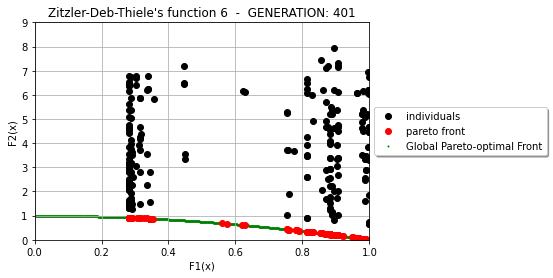 Zitzler-Deb-Thiele's function 6 - GENERATION: 401
9
8
7
6
5
4
3
2
1
0
F2(x)
0.0 0.2 0.4 0.6 0.8 1.0
F1(x)
individuals
pareto front
Global Pareto-optimal Front